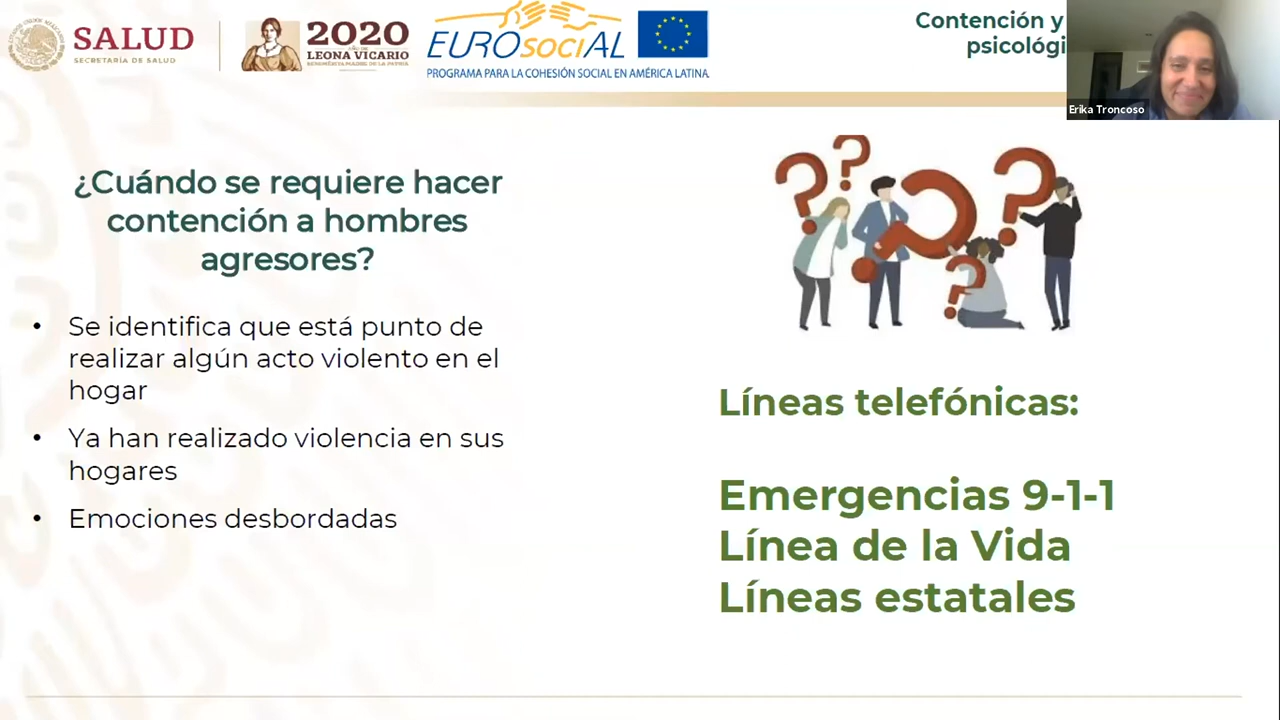 SALUD
SECRETARÍA DE SALUD
2020
LEONA VICARIO
EUROsociAL
PROGRAMA PARA LA COHESIÓN SOCIAL EN AMÉRICA LATINA
Contención y
psicológi
Erika Troncoso
¿Cuándo se requiere hacer
contención a hombres
agresores?
• Se identifica que está punto de
realizar algún acto violento en el
hogar
• Ya han realizado violencia en sus
hogares
• Emociones desbordadas
Líneas telefónicas:
Emergencias 9-1-1
Línea de la Vida
Líneas estatales